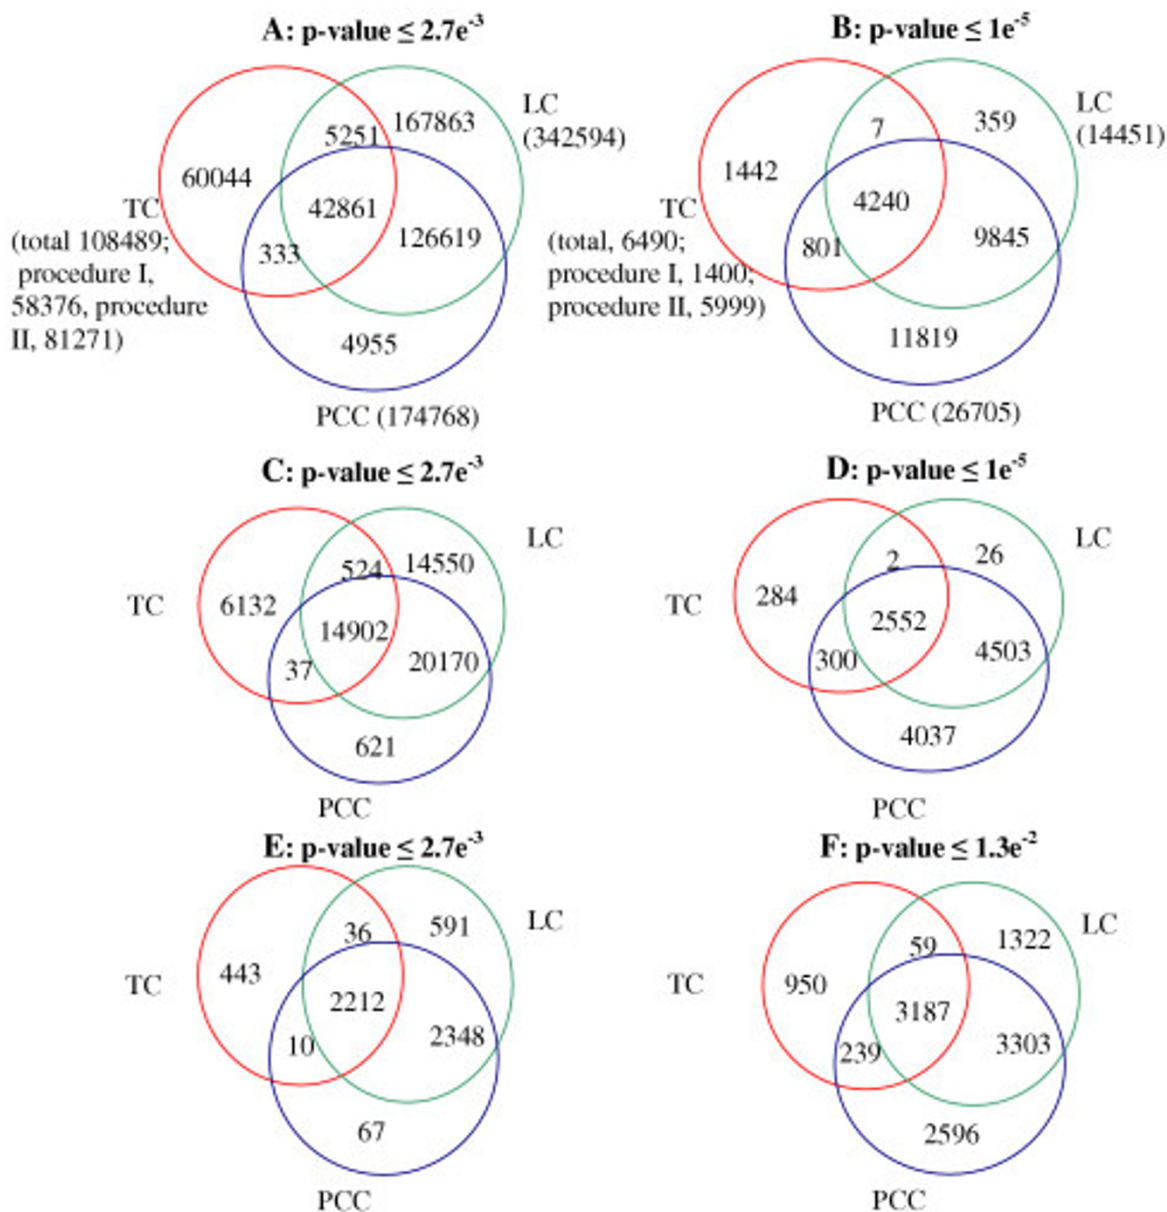 A: p-value ≤ 2.7e⁻³
5251
167863
LC
(342594)
60044
TC
42861
(total 108489;
333
126619
procedure I,
58376, procedure
II, 81271)
4955
PCC (174768)
B: p-value ≤ 1e⁻⁵
7
359
LC
(14451)
1442
TC
4240
(total, 6490;
801
9845
procedure I, 1400;
procedure II, 5999)
11819
PCC (26705)
C: p-value ≤ 2.7e⁻³
LC
524
14550
TC
6132
14902
37
20170
621
PCC
D: p-value ≤ 1e⁻⁵
LC
2
26
TC
284
2552
300
4503
4037
PCC
E: p-value ≤ 2.7e⁻³
LC
36
591
TC
443
2212
10
2348
67
PCC
F: p-value ≤ 1.3e⁻²
LC
59
1322
TC
950
3187
239
3303
2596
PCC